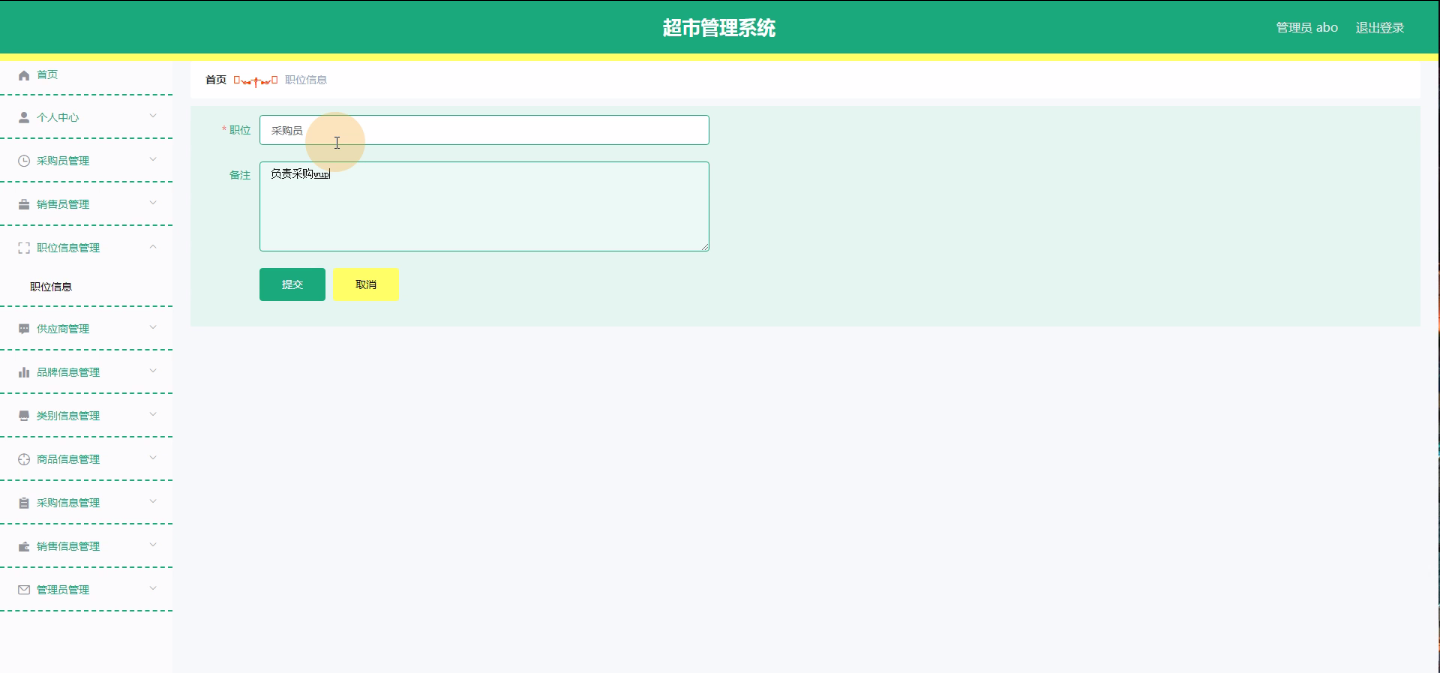 超市管理系统
管理员 abo 退出登录
首页
个人中心
采购员管理
销售员管理
职位信息管理
职位信息
供应商管理
品牌信息管理
类别信息管理
商品信息管理
采购信息管理
销售信息管理
管理员管理
首页 职位信息
* 职位 采购员
备注 负责采购wup
提交 取消